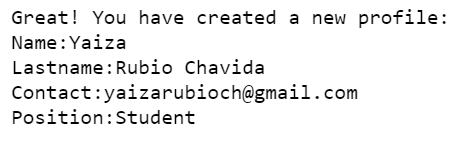 Great! You have created a new profile:
Name:Yaiza
Lastname:Rubio Chavida
Contact:yaizarubioch@gmail.com
Position:Student